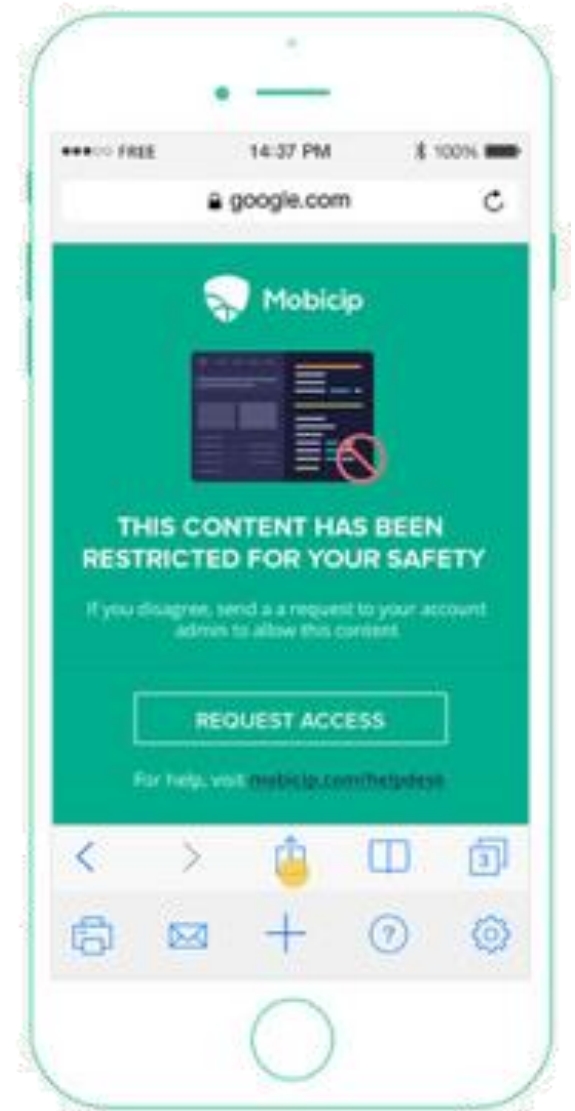 FREE 14:37 PM 100%
google.com
Mobicip
THIS CONTENT HAS BEEN
RESTRICTED FOR YOUR SAFETY
If you disagree, send a a request to your account
admin to allow this content
REQUEST ACCESS
For help, visit mobicip.com/helpdesk
3
?